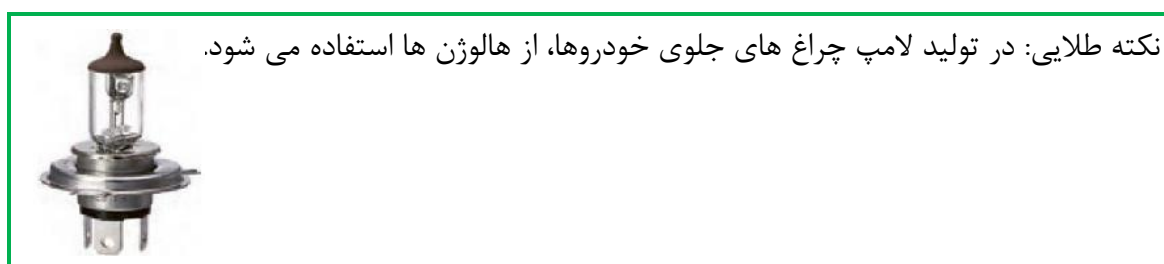 نکته طلایی: در تولید لامپ چراغ های جلوی خودروها، از هالوژن ها استفاده می شود.